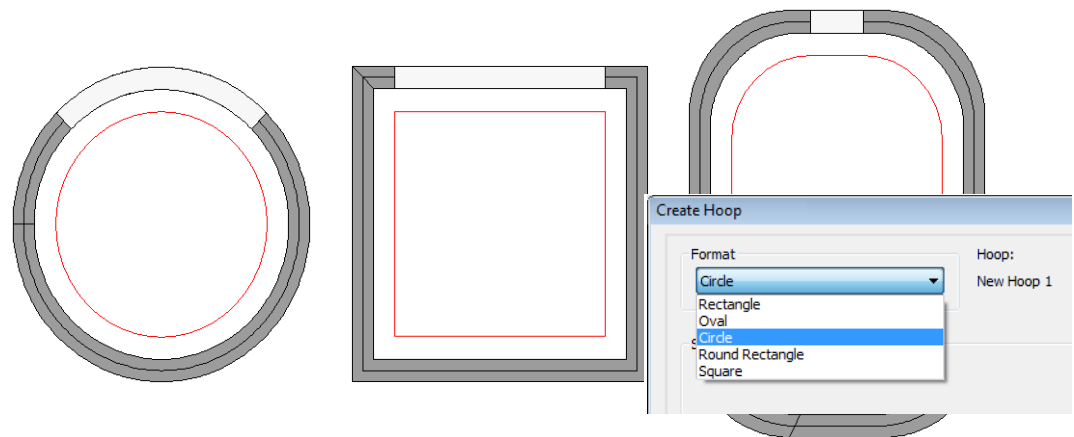 Create Hoop
Format
Hoop:
Circle
New Hoop 1
Rectangle
Oval
Circle
Round Rectangle
Square